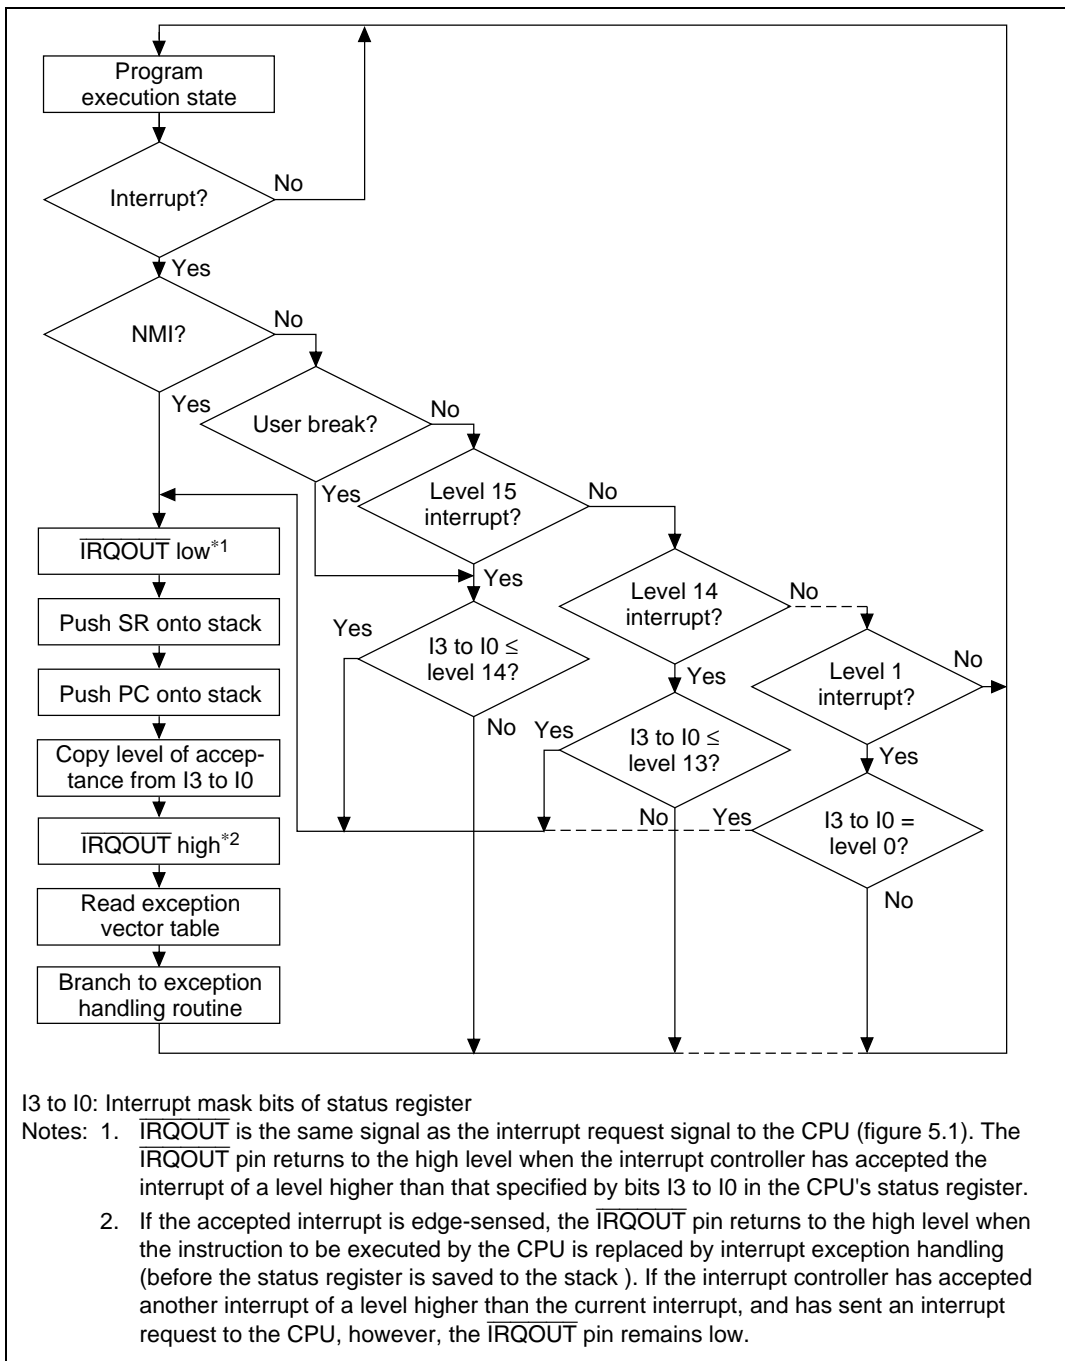 Program
execution state
Interrupt?
No
Yes
NMI?
No
Yes
User break?
No
Yes
Level 15
interrupt?
No
Yes
Level 14
interrupt?
No
Yes
Level 1
interrupt?
No
Yes
I3 to I0 ≤
level 14?
Yes
No
I3 to I0 ≤
level 13?
Yes
No
I3 to I0 =
level 0?
Yes
No
IRQOUT low*1
Push SR onto stack
Push PC onto stack
Copy level of accep-
tance from I3 to I0
IRQOUT high*2
Read exception
vector table
Branch to exception
handling routine
I3 to I0: Interrupt mask bits of status register
Notes: 1. IRQOUT is the same signal as the interrupt request signal to the CPU (figure 5.1). The
IRQOUT pin returns to the high level when the interrupt controller has accepted the
interrupt of a level higher than that specified by bits I3 to I0 in the CPU's status register.
2. If the accepted interrupt is edge-sensed, the IRQOUT pin returns to the high level when
the instruction to be executed by the CPU is replaced by interrupt exception handling
(before the status register is saved to the stack ). If the interrupt controller has accepted
another interrupt of a level higher than the current interrupt, and has sent an interrupt
request to the CPU, however, the IRQOUT pin remains low.